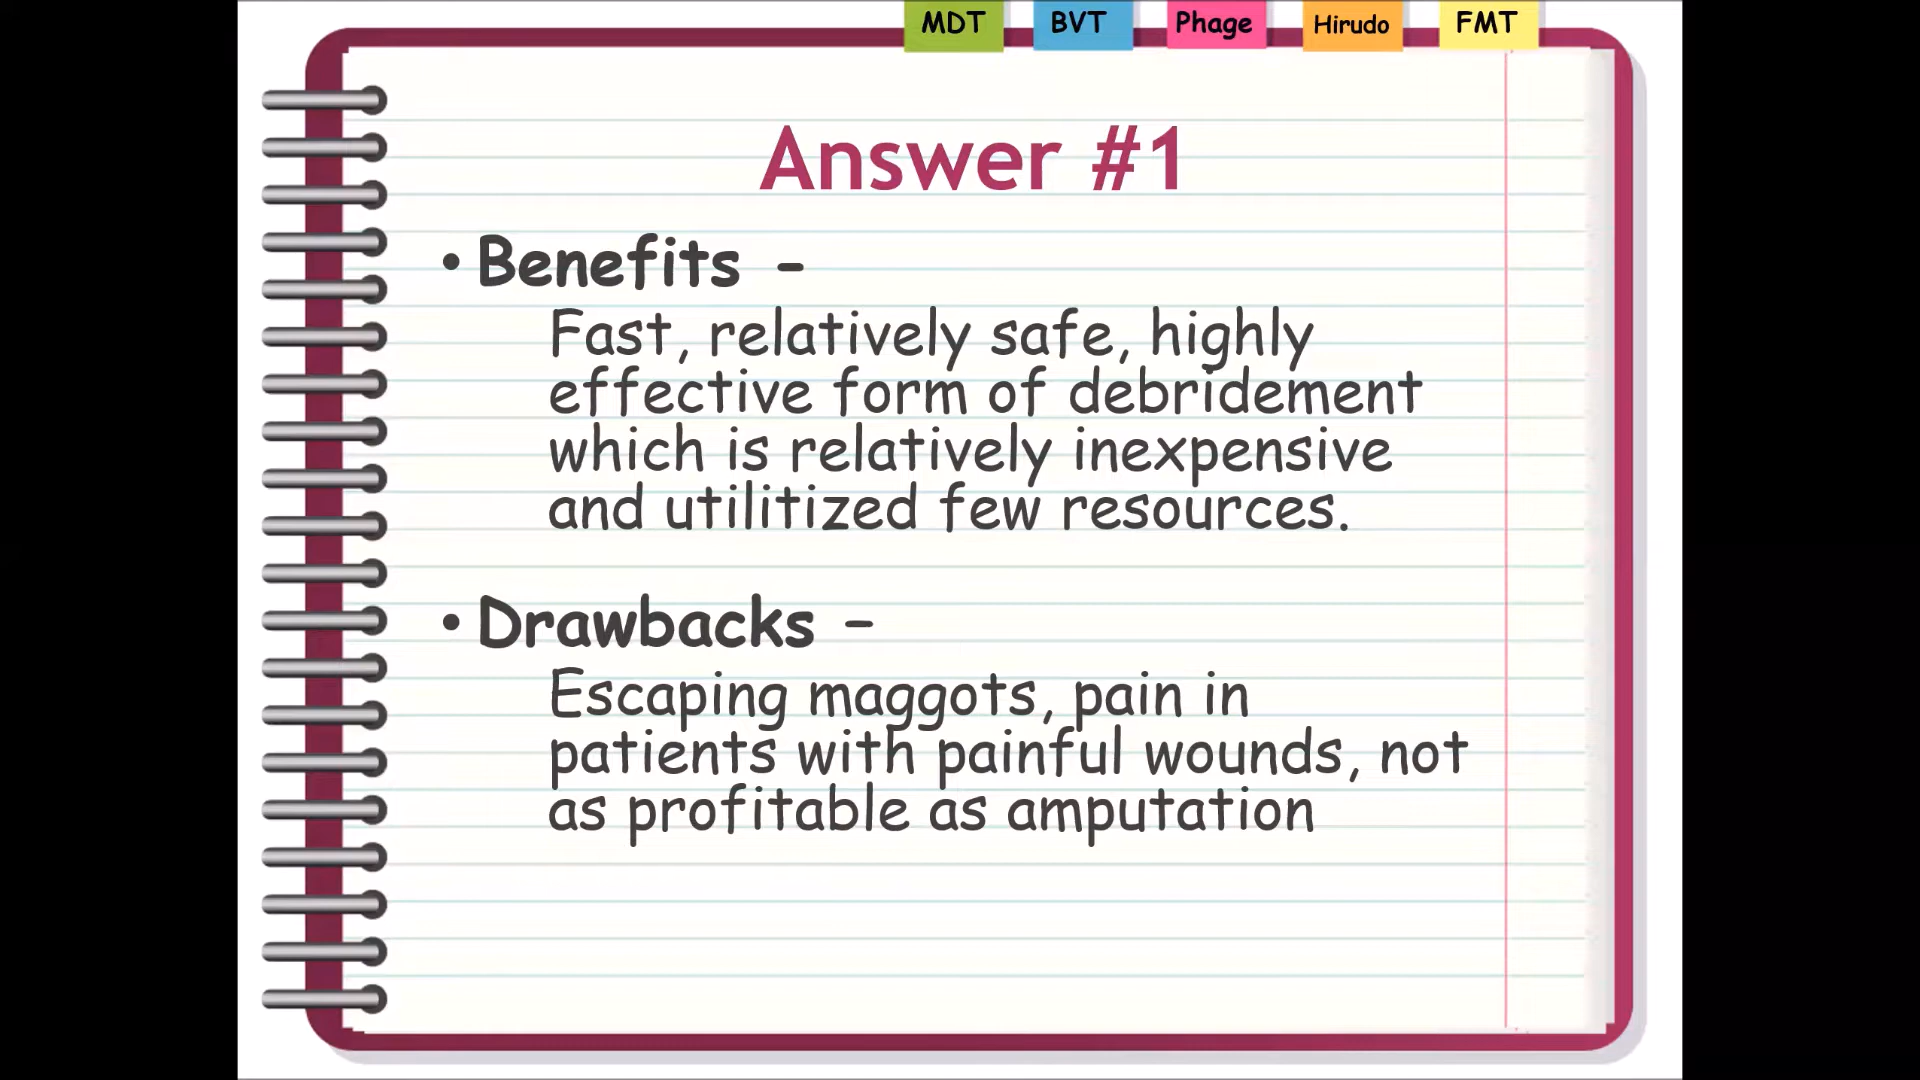 MDT BVT Phage Hirudo FMT
Answer #1
• Benefits -
Fast, relatively safe, highly
effective form of debridement
which is relatively inexpensive
and utilitized few resources.
• Drawbacks –
Escaping maggots, pain in
patients with painful wounds, not
as profitable as amputation